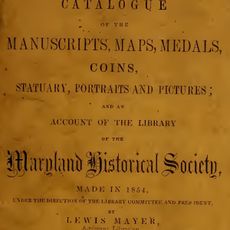 CATALOGUE
OF THE
MANUSCRIPTS, MAPS, MEDALS,
COINS,
STATUARY, PORTRAITS AND PICTURES;
AND AN
ACCOUNT OF THE LIBRARY
OF THE
Maryland Historical Society,
MADE IN 1854,
UNDER THE DIRECTION OF THE LIBRARY COMMITTEE AND PRESIDENT,
BY
LEWIS MAYER,